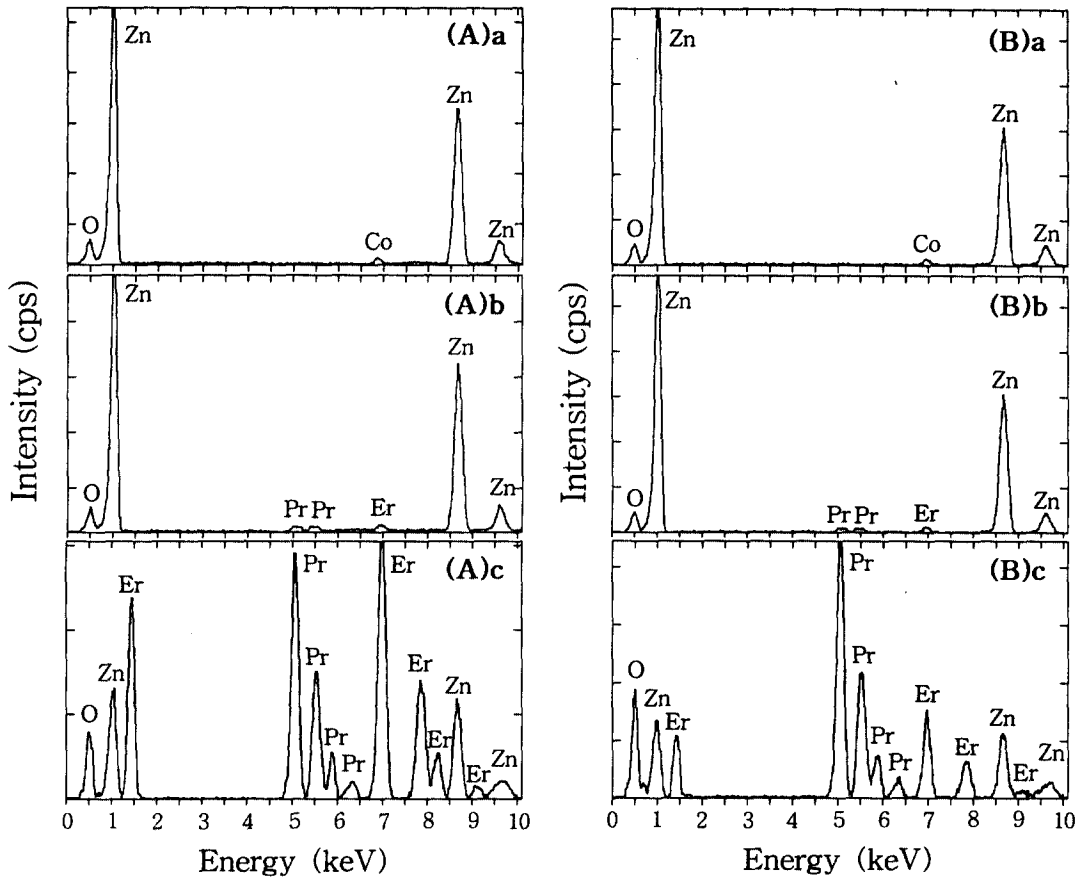 Zn
(A)a
Zn
O
Co
Zn
Zn
(B)a
Zn
O
Co
Zn
Intensity (cps)
Zn
(A)b
Zn
O
Pr
Pr
Er
Zn
Intensity (cps)
Zn
(B)b
Zn
O
Pr
Pr
Er
Zn
(A)c
O
Zn
Er
Pr
Pr
Pr
Pr
Er
Er
Er
Zn
Er
Zn
0 1 2 3 4 5 6 7 8 9 10
Energy (keV)
(B)c
O
Zn
Er
Pr
Pr
Pr
Pr
Er
Er
Zn
Er
Zn
0 1 2 3 4 5 6 7 8 9 10
Energy (keV)